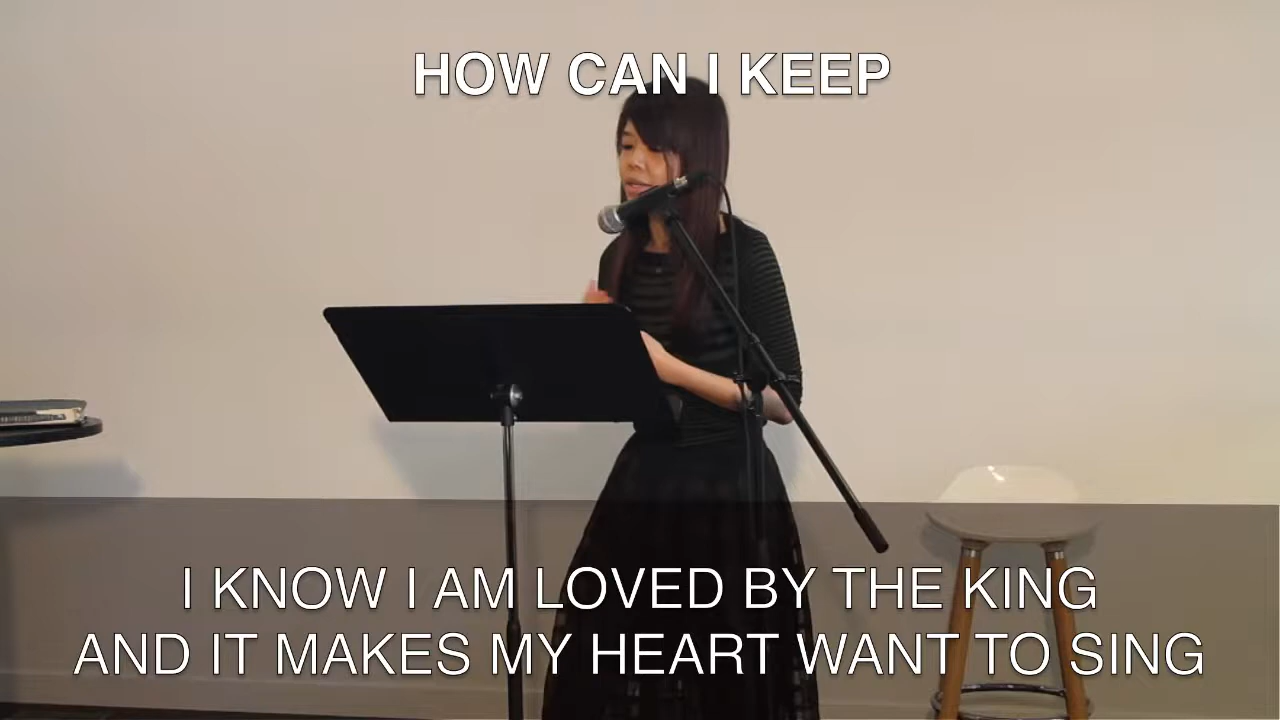 HOW CAN I KEEP
I KNOW I AM LOVED BY THE KING
AND IT MAKES MY HEART WANT TO SING